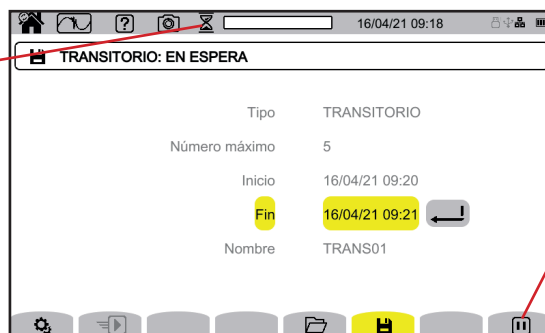 16/04/21 09:18
TRANSITORIO: EN ESPERA
Tipo TRANSITORIO
Número máximo 5
Inicio 16/04/21 09:20
Fin 16/04/21 09:21
Nombre TRANS01